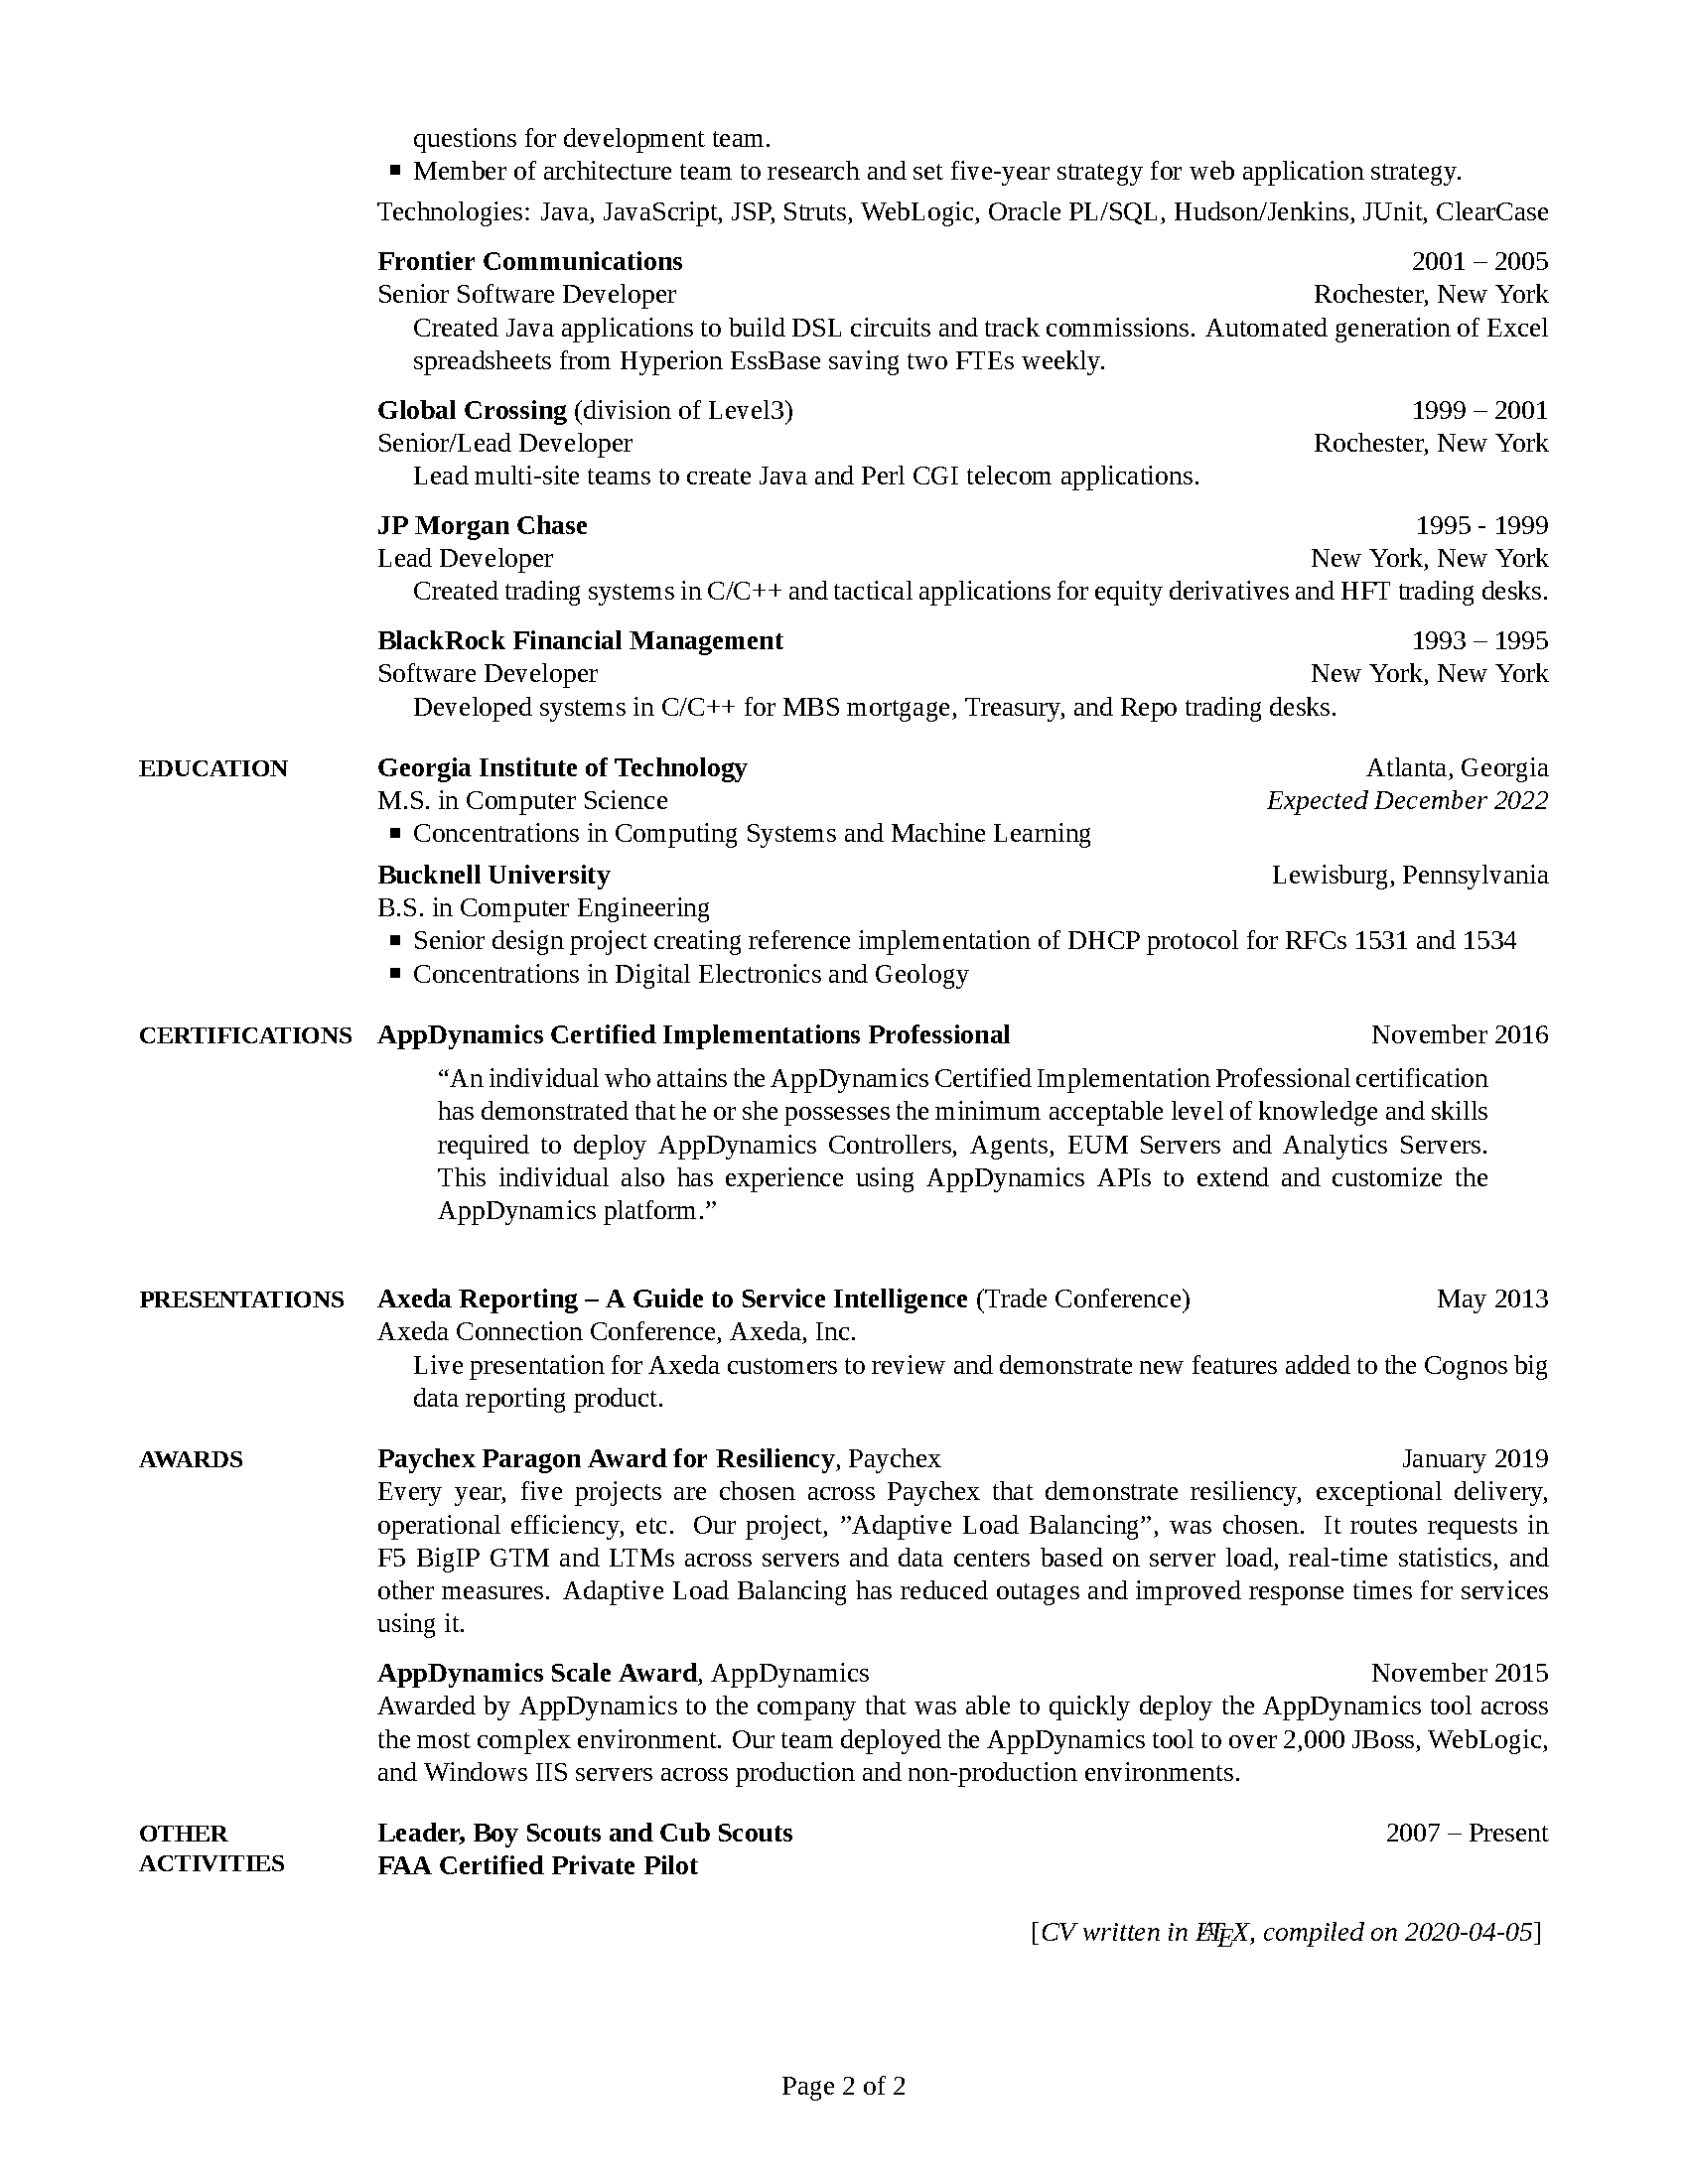 questions for development team.
▪ Member of architecture team to research and set five-year strategy for web application strategy.
Technologies: Java, JavaScript, JSP, Struts, WebLogic, Oracle PL/SQL, Hudson/Jenkins, JUnit, ClearCase
Frontier Communications 2001 – 2005
Senior Software Developer Rochester, New York
Created Java applications to build DSL circuits and track commissions. Automated generation of Excel
spreadsheets from Hyperion EssBase saving two FTEs weekly.
Global Crossing (division of Level3) 1999 – 2001
Senior/Lead Developer Rochester, New York
Lead multi-site teams to create Java and Perl CGI telecom applications.
JP Morgan Chase 1995 - 1999
Lead Developer New York, New York
Created trading systems in C/C++ and tactical applications for equity derivatives and HFT trading desks.
BlackRock Financial Management 1993 – 1995
Software Developer New York, New York
Developed systems in C/C++ for MBS mortgage, Treasury, and Repo trading desks.
EDUCATION Georgia Institute of Technology Atlanta, Georgia
M.S. in Computer Science Expected December 2022
▪ Concentrations in Computing Systems and Machine Learning
Bucknell University Lewisburg, Pennsylvania
B.S. in Computer Engineering
▪ Senior design project creating reference implementation of DHCP protocol for RFCs 1531 and 1534
▪ Concentrations in Digital Electronics and Geology
CERTIFICATIONS AppDynamics Certified Implementations Professional November 2016
“An individual who attains the AppDynamics Certified Implementation Professional certification
has demonstrated that he or she possesses the minimum acceptable level of knowledge and skills
required to deploy AppDynamics Controllers, Agents, EUM Servers and Analytics Servers.
This individual also has experience using AppDynamics APIs to extend and customize the
AppDynamics platform.”
PRESENTATIONS Axeda Reporting – A Guide to Service Intelligence (Trade Conference) May 2013
Axeda Connection Conference, Axeda, Inc.
Live presentation for Axeda customers to review and demonstrate new features added to the Cognos big
data reporting product.
AWARDS Paychex Paragon Award for Resiliency, Paychex January 2019
Every year, five projects are chosen across Paychex that demonstrate resiliency, exceptional delivery,
operational efficiency, etc. Our project, ”Adaptive Load Balancing”, was chosen. It routes requests in
F5 BigIP GTM and LTMs across servers and data centers based on server load, real-time statistics, and
other measures. Adaptive Load Balancing has reduced outages and improved response times for services
using it.
AppDynamics Scale Award, AppDynamics November 2015
Awarded by AppDynamics to the company that was able to quickly deploy the AppDynamics tool across
the most complex environment. Our team deployed the AppDynamics tool to over 2,000 JBoss, WebLogic,
and Windows IIS servers across production and non-production environments.
OTHER Leader, Boy Scouts and Cub Scouts 2007 – Present
ACTIVITIES FAA Certified Private Pilot
[CV written in LATEX, compiled on 2020-04-05]
Page 2 of 2